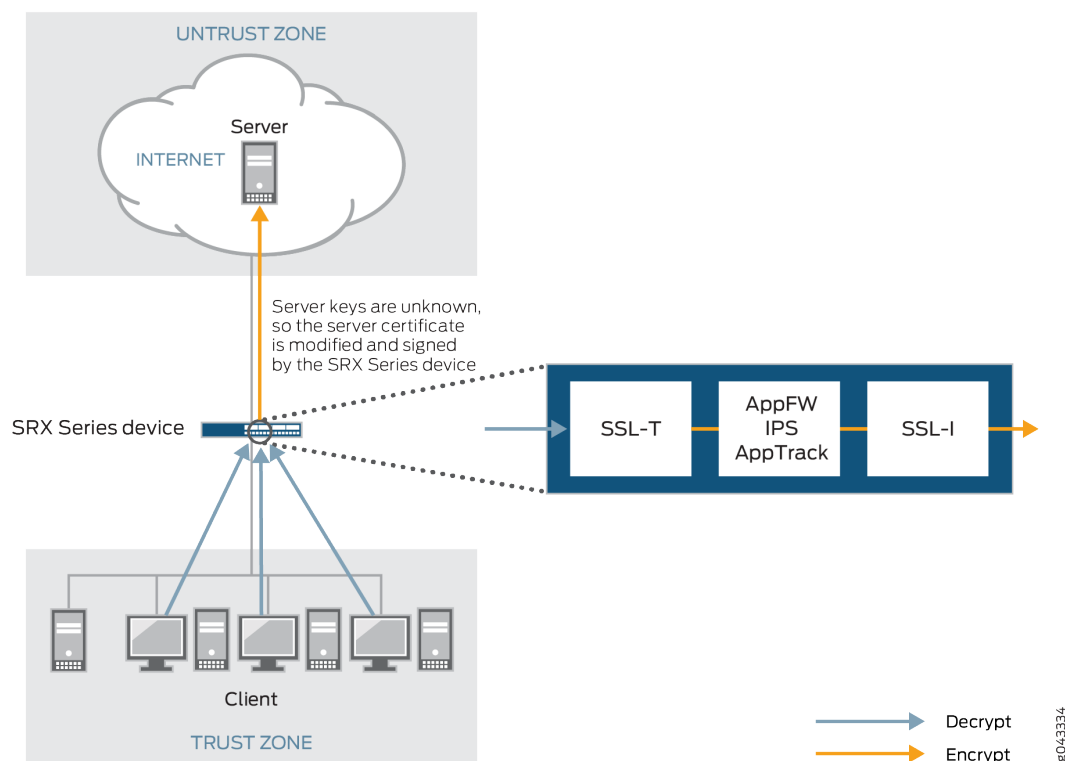 UNTRUST ZONE
Server
INTERNET
Server keys are unknown,
so the server certificate
is modified and signed
by the SRX Series device
SRX Series device
SSL-T
AppFW
IPS
AppTrack
SSL-I
Client
TRUST ZONE
Decrypt
Encrypt
g043334